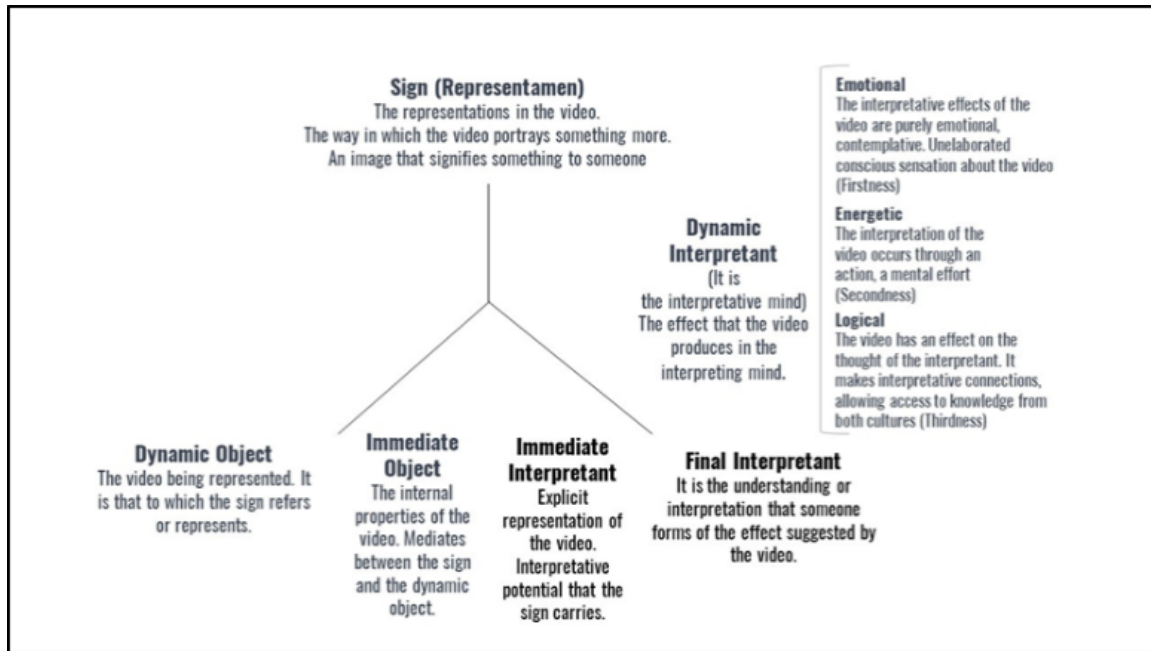 Sign (Representamen)
The representations in the video.
The way in which the video portrays something more.
An image that signifies something to someone
Emotional
The interpretative effects of the
video are purely emotional,
contemplative. Unelaborated
conscious sensation about the video
(Firstness)
Energetic
The interpretation of the
video occurs through an
action, a mental effort
(Secondness)
Logical
The video has an effect on the
thought of the interpretant. It
makes interpretative connections,
allowing access to knowledge from
both cultures (Thirdness)
Dynamic
Interpretant
(It is
the interpretative mind)
The effect that the video
produces in the
interpreting mind.
Dynamic Object
The video being represented. It
is that to which the sign refers
or represents.
Immediate
Object
The internal
properties of the
video. Mediates
between the sign
and the dynamic
object.
Immediate
Interpretant
Explicit
representation of
the video.
Interpretative
potential that the
sign carries.
Final Interpretant
It is the understanding or
interpretation that someone
forms of the effect suggested by
the video.